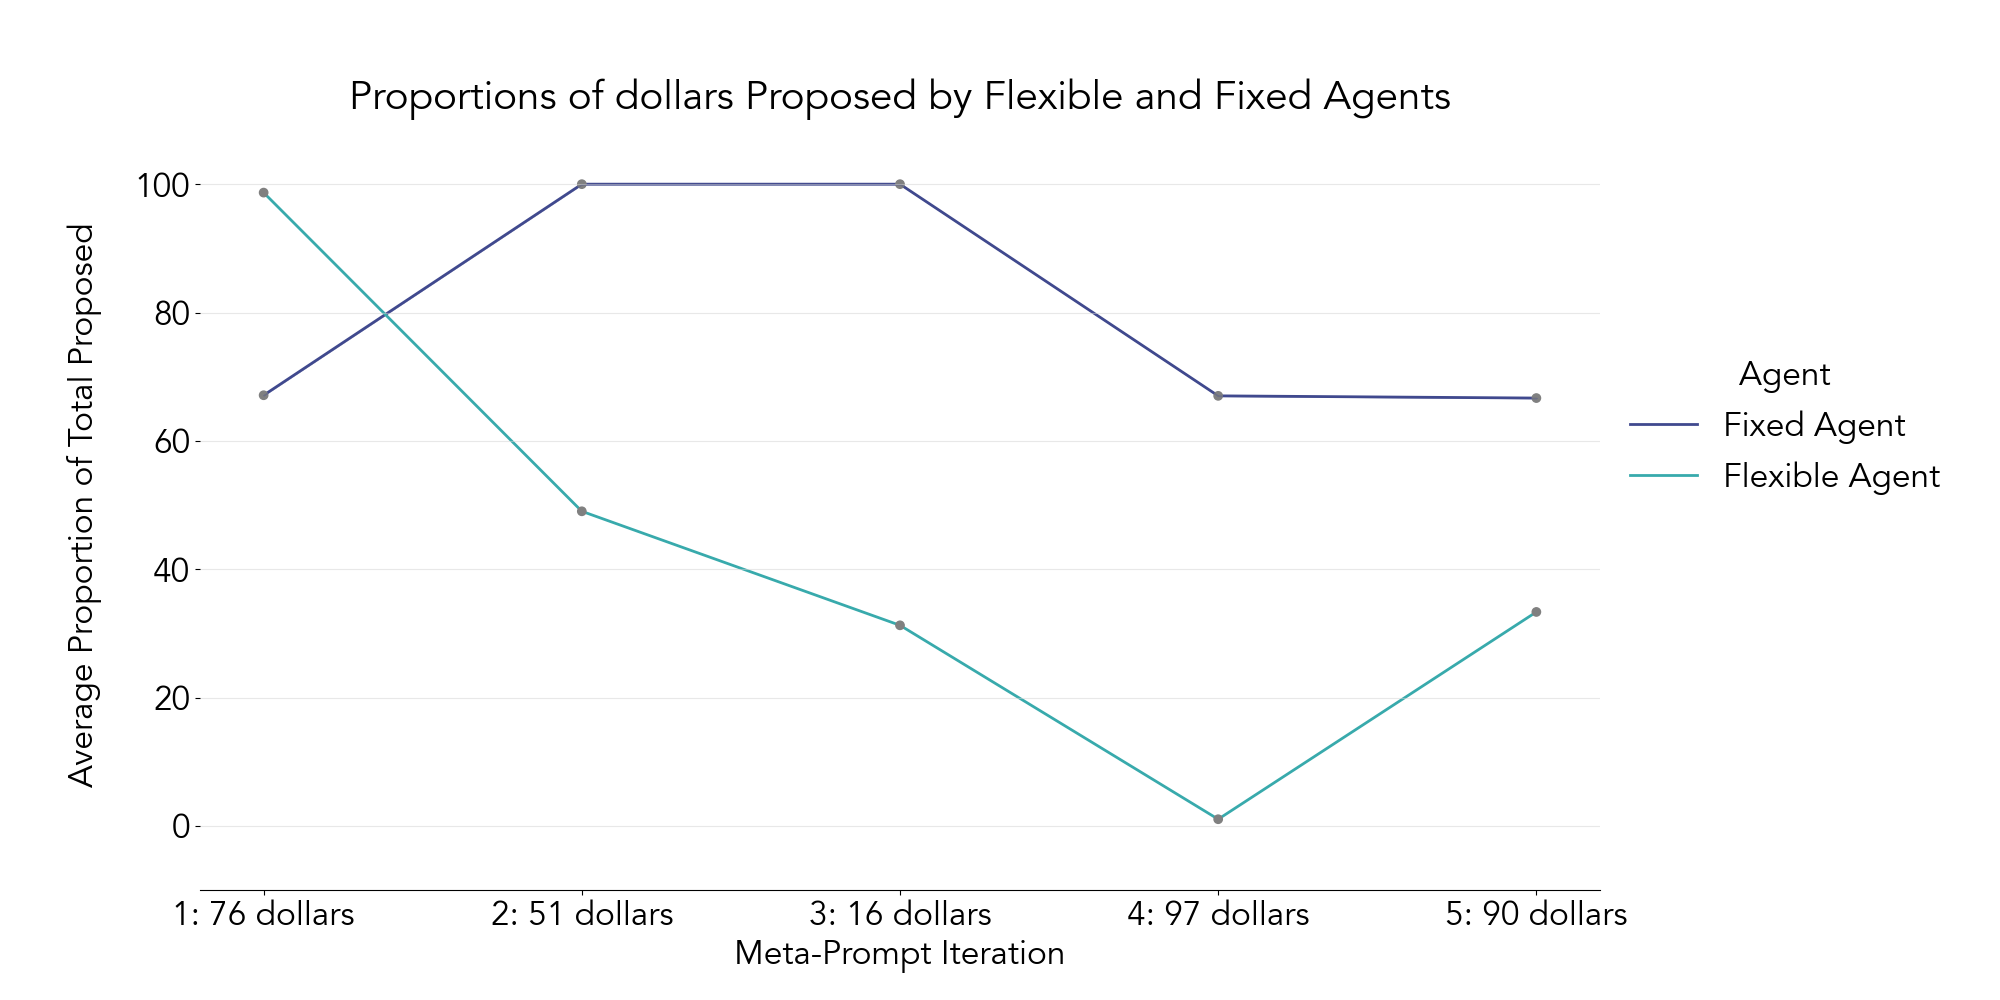 Proportions of dollars Proposed by Flexible and Fixed Agents
Average Proportion of Total Proposed
100
80
60
40
20
0
1: 76 dollars
2: 51 dollars
3: 16 dollars
4: 97 dollars
5: 90 dollars
Meta-Prompt Iteration
Agent
Fixed Agent
Flexible Agent